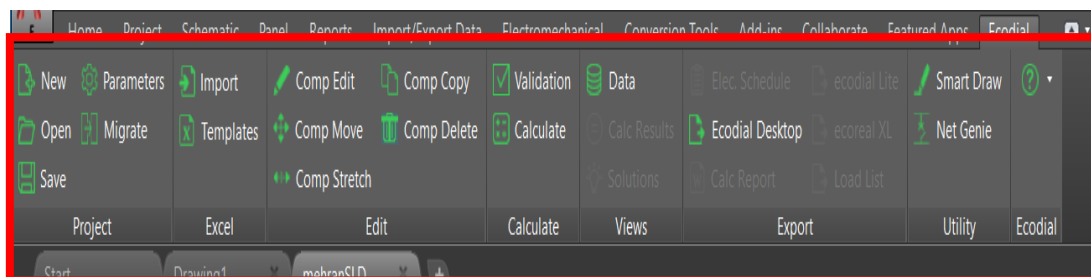 Home Project Schematic Panel Reports Import/Export Data Electromechanical Conversion Tools Add-ins Collaborate Featured Apps Ecodial
New Parameters Import Comp Edit Comp Copy Validation Data Elec. Schedule ecodial Lite Smart Draw ?
Open Migrate Templates Comp Move Comp Delete Calculate Calc Results Ecodial Desktop ecoreal XL Net Genie
Save Comp Stretch Solutions Calc Report Load List
Project Excel Edit Calculate Views Export Utility Ecodial
Start Drawing1 mehranSLD